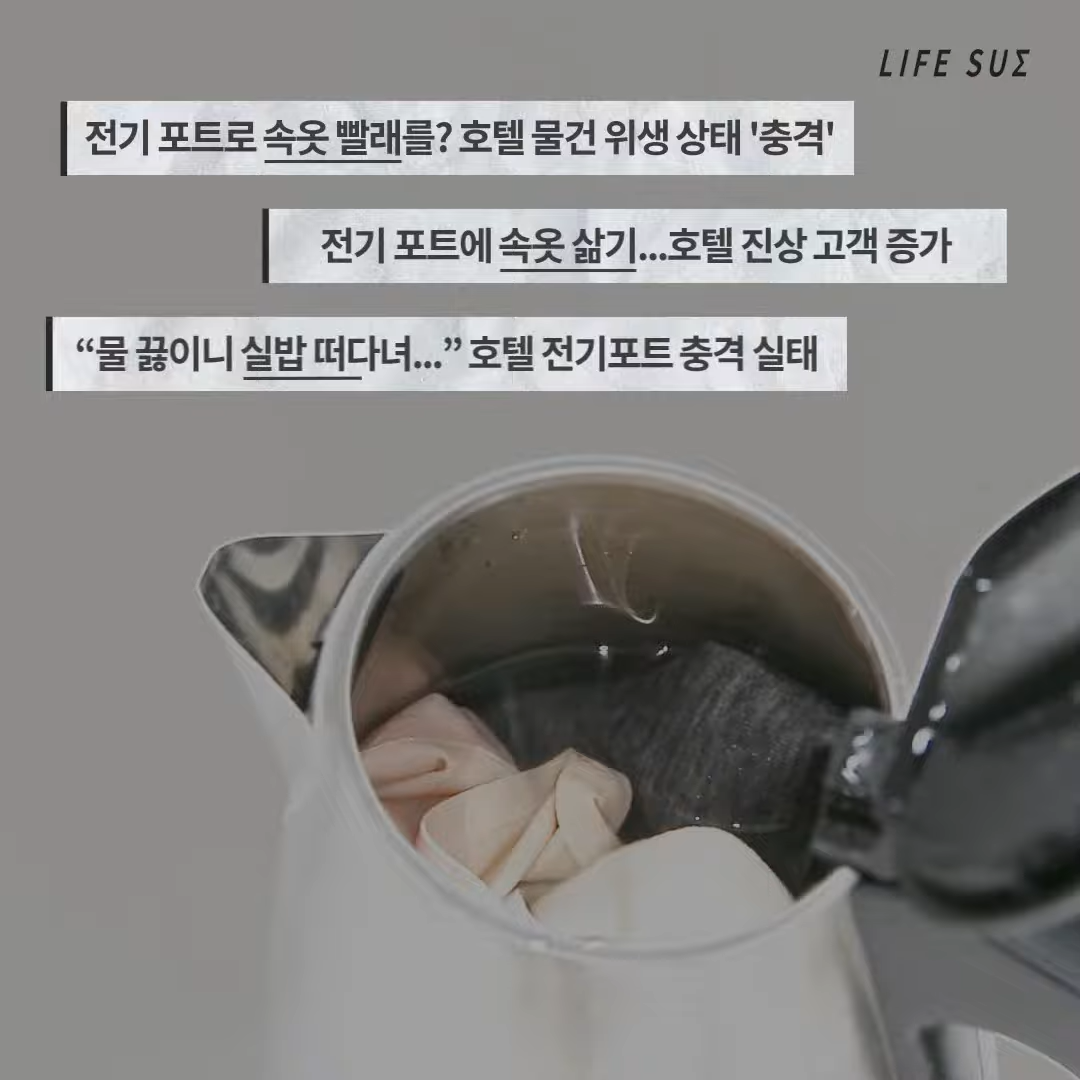 LIFE SUΣ
전기 포트로 속옷 빨래를? 호텔 물건 위생 상태 '충격'
전기 포트에 속옷 삶기...호텔 진상 고객 증가
“물 끓이니 실밥 떠다녀...” 호텔 전기포트 충격 실태